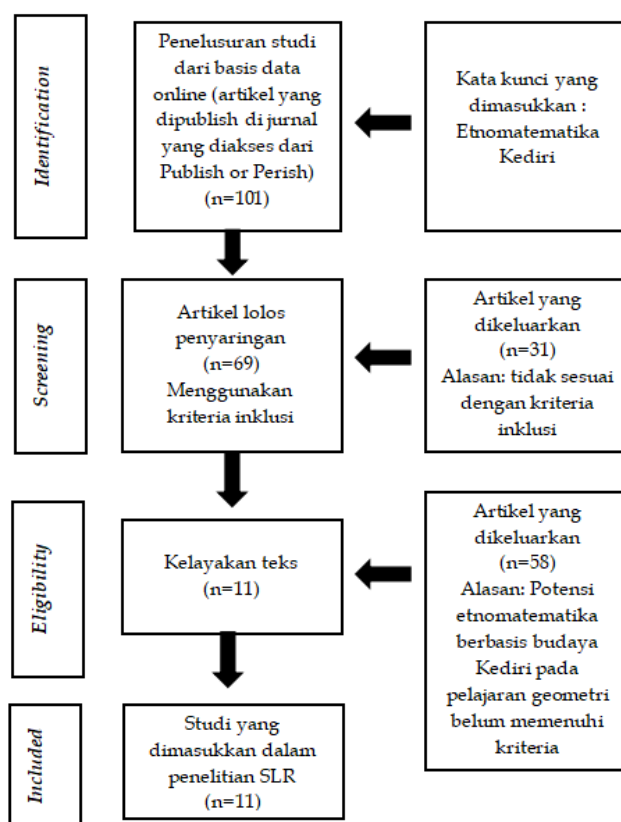 Identification
Penelusuran studi
dari basis data
online (artikel yang
dipublish di jurnal
yang diakses dari
Publish or Perish)
(n=101)
Kata kunci yang
dimasukkan :
Etnomatematika
Kediri
Screening
Artikel lolos
penyaringan
(n=69)
Menggunakan
kriteria inklusi
Artikel yang
dikeluarkan
(n=31)
Alasan: tidak sesuai
dengan kriteria
inklusi
Eligibility
Kelayakan teks
(n=11)
Artikel yang
dikeluarkan
(n=58)
Alasan: Potensi
etnomatematika
berbasis budaya
Kediri pada
pelajaran geometri
belum memenuhi
kriteria
Included
Studi yang
dimasukkan dalam
penelitian SLR
(n=11)